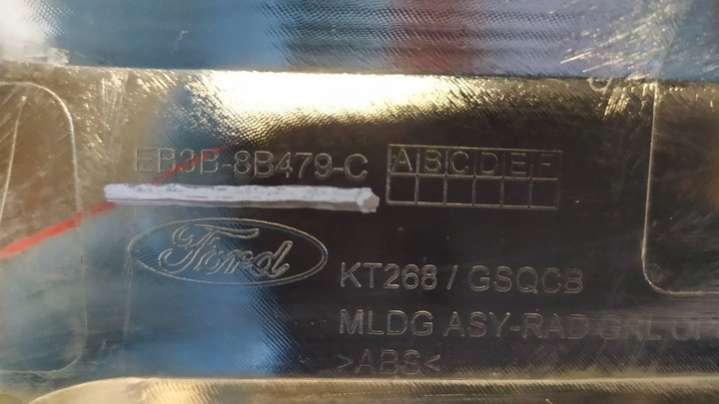 EB3B-8B479-C A B C D E F
Ford
KT268 / GSQCB
MLDG ASY-RAD GRL
>ABS<